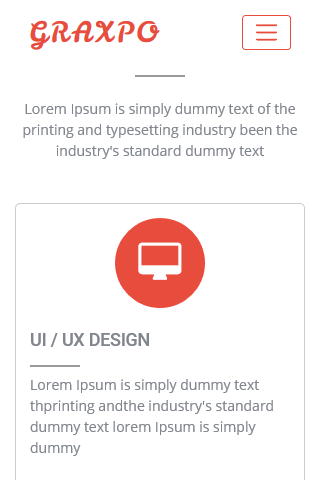 GRAXPO
Lorem Ipsum is simply dummy text of the
printing and typesetting industry been the
industry's standard dummy text
UI / UX DESIGN
Lorem Ipsum is simply dummy text
thprinting andthe industry's standard
dummy text lorem Ipsum is simply
dummy